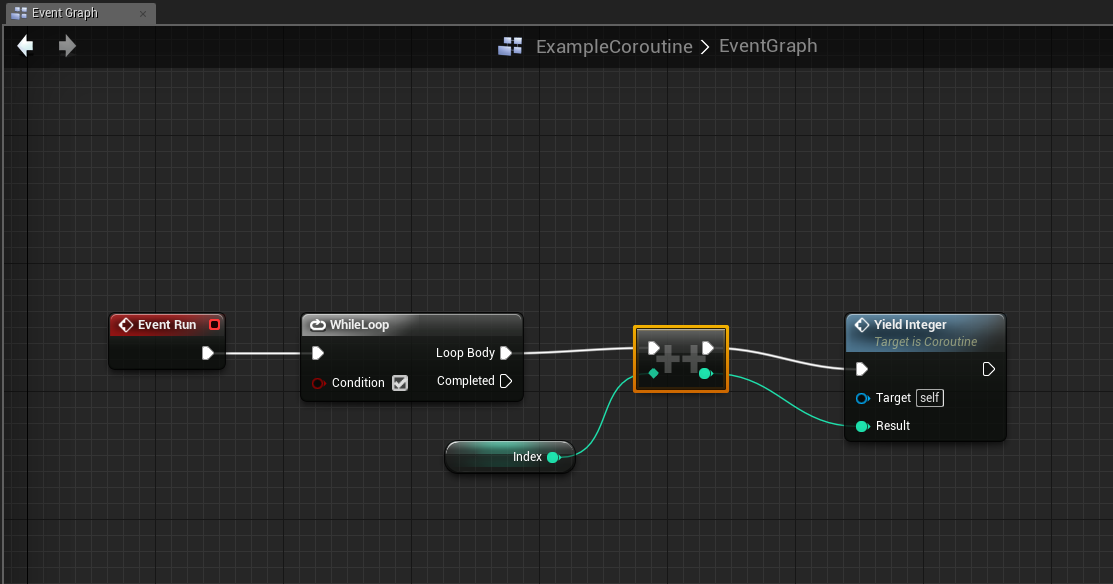 Event Graph
ExampleCoroutine > EventGraph
Event Run
WhileLoop
Loop Body
Condition
Completed
Index
++
Yield Integer
Target is Coroutine
Target self
Result